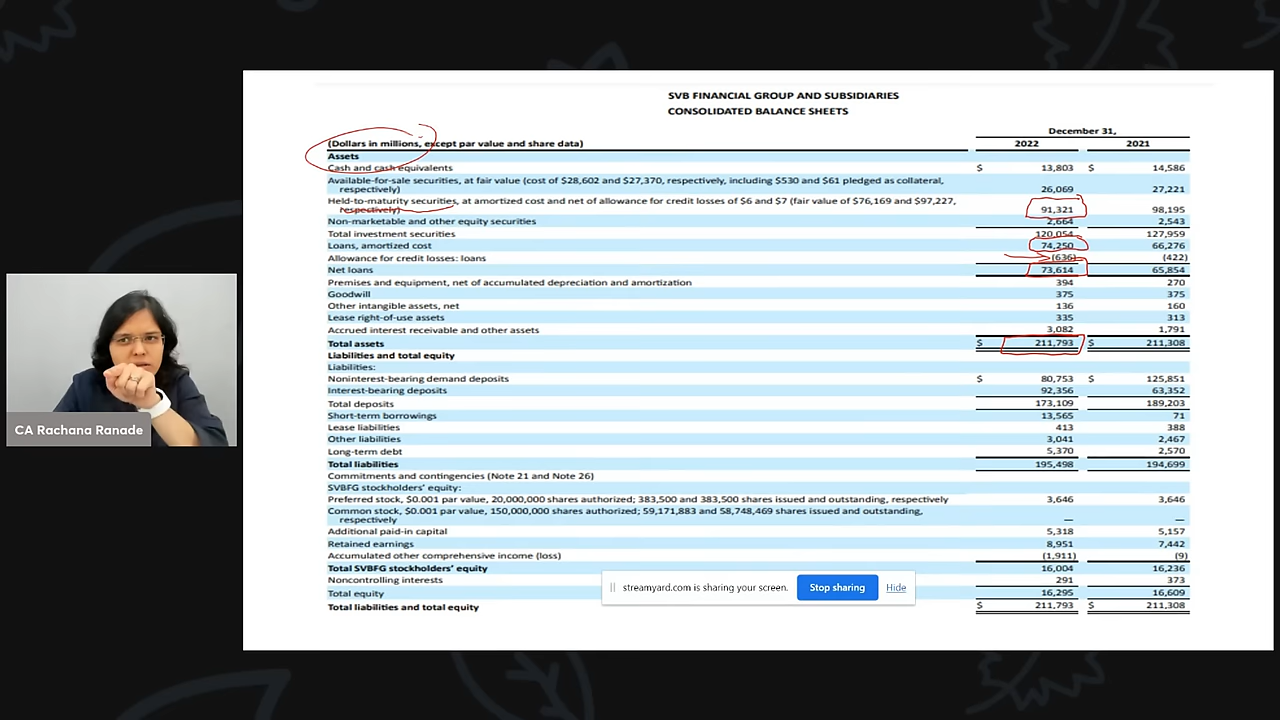 SVB FINANCIAL GROUP AND SUBSIDIARIES
CONSOLIDATED BALANCE SHEETS
December 31,
(Dollars in millions, except par value and share data) 2022 2021
Assets
Cash and cash equivalents $ 13,803 $ 14,586
Available-for-sale securities, at fair value (cost of $28,602 and $27,370, respectively, including $530 and $61 pledged as collateral,
respectively) 26,069 27,221
Held-to-maturity securities, at amortized cost and net of allowance for credit losses of $6 and $7 (fair value of $76,169 and $97,227,
respectively) 91,321 98,195
Non-marketable and other equity securities 2,664 2,543
Total investment securities 120,054 127,959
Loans, amortized cost 74,250 66,276
Allowance for credit losses: loans (636) (422)
Net loans 73,614 65,854
Premises and equipment, net of accumulated depreciation and amortization 394 270
Goodwill 375 375
Other intangible assets, net 136 160
Lease right-of-use assets 335 313
Accrued interest receivable and other assets 3,082 1,791
Total assets $ 211,793 $ 211,308
Liabilities and total equity
Liabilities:
Noninterest-bearing demand deposits $ 80,753 $ 125,851
Interest-bearing deposits 92,356 63,352
Total deposits 173,109 189,203
Short-term borrowings 13,565 71
Lease liabilities 413 388
Other liabilities 3,041 2,467
Long-term debt 5,370 2,570
Total liabilities 195,498 194,699
Commitments and contingencies (Note 21 and Note 26)
SVBFG stockholders' equity:
Preferred stock, $0.001 par value, 20,000,000 shares authorized; 383,500 and 383,500 shares issued and outstanding, respectively 3,646 3,646
Common stock, $0.001 par value, 150,000,000 shares authorized; 59,171,883 and 58,748,469 shares issued and outstanding,
respectively — —
Additional paid-in capital 5,318 5,157
Retained earnings 8,951 7,442
Accumulated other comprehensive income (loss) (1,911) (9)
Total SVBFG stockholders' equity 16,004 16,236
Noncontrolling interests 291 373
Total equity 16,295 16,609
Total liabilities and total equity $ 211,793 $ 211,308
streamyard.com is sharing your screen. Stop sharing Hide
CA Rachana Ranade